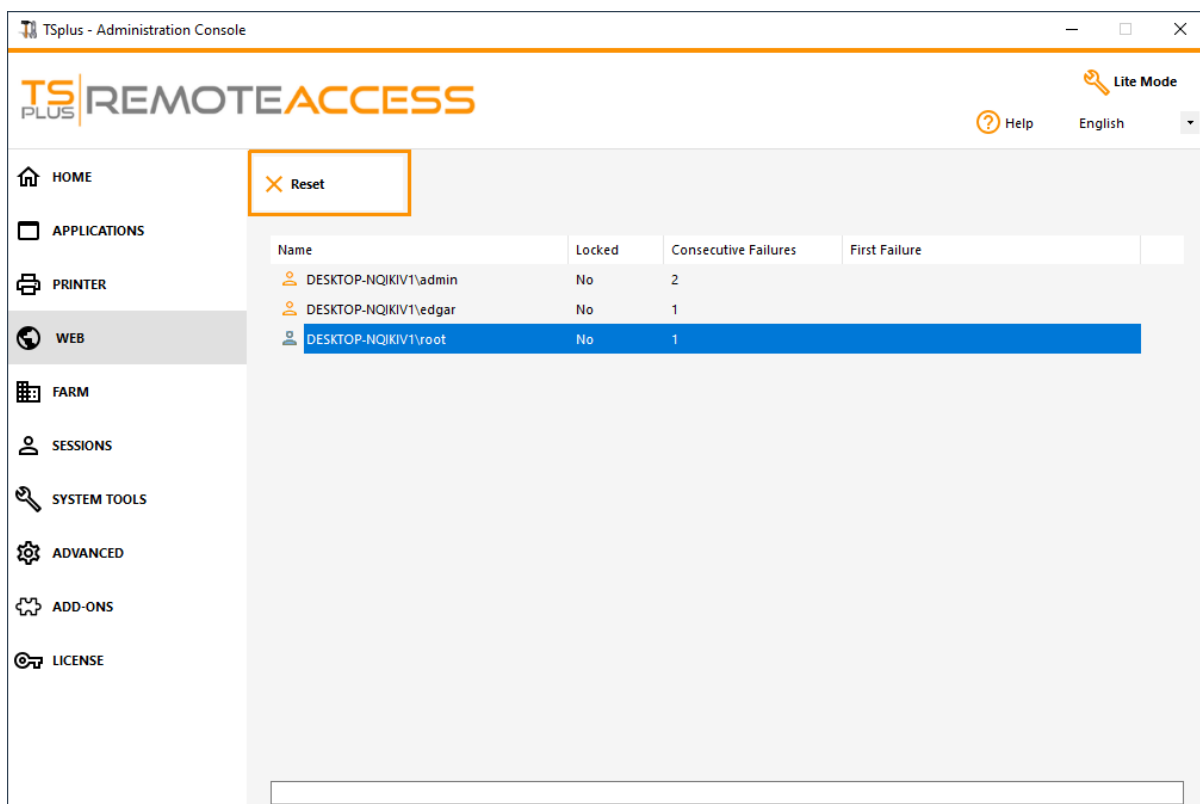 TSplus - Administration Console
TS PLUS REMOTEACCESS
Lite Mode
Help English
HOME
APPLICATIONS
PRINTER
WEB
FARM
SESSIONS
SYSTEM TOOLS
ADVANCED
ADD-ONS
LICENSE
Reset
Name Locked Consecutive Failures First Failure
DESKTOP-NQIKIV1\admin No 2
DESKTOP-NQIKIV1\edgar No 1
DESKTOP-NQIKIV1\root No 1